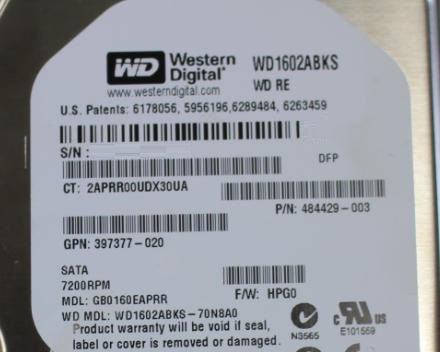 WD Western Digital® WD1602ABKS
www.westerndigital.com WD RE
U.S. Patents: 6178056, 5956196,6289484, 6263459
S/N :
DFP
CT: 2APRR00UDX30UA
P/N: 484429-003
GPN: 397377-020
SATA
7200RPM F/W: HPG0
MDL: GB0160EAPRR
WD MDL: WD1602ABKS-70N8A0
N3565 c RU US E101559
Product warranty will be void if seal,
label or cover is removed or damaged.